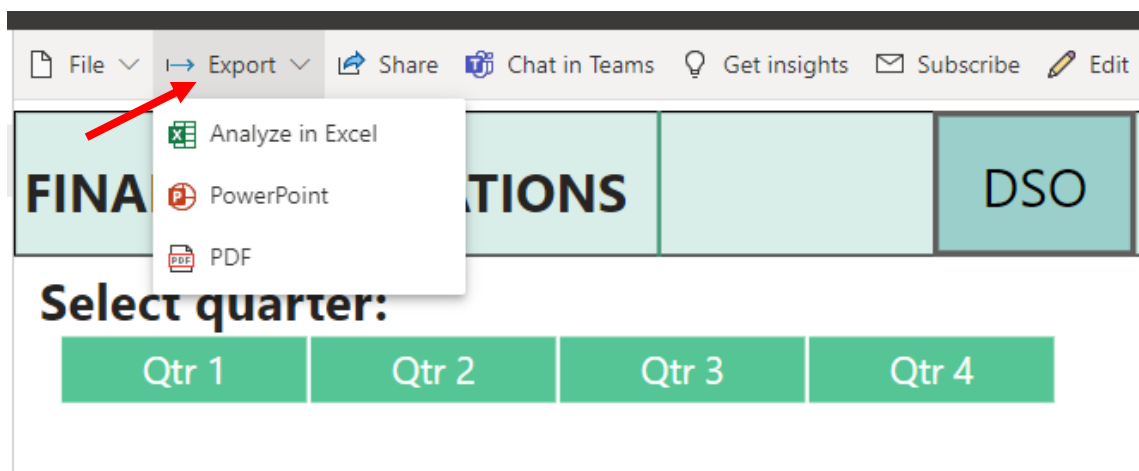 File Export Share Chat in Teams Get insights Subscribe Edit
Analyze in Excel
PowerPoint
PDF
FINA TIONS
DSO
Select quarter:
Qtr 1 Qtr 2 Qtr 3 Qtr 4